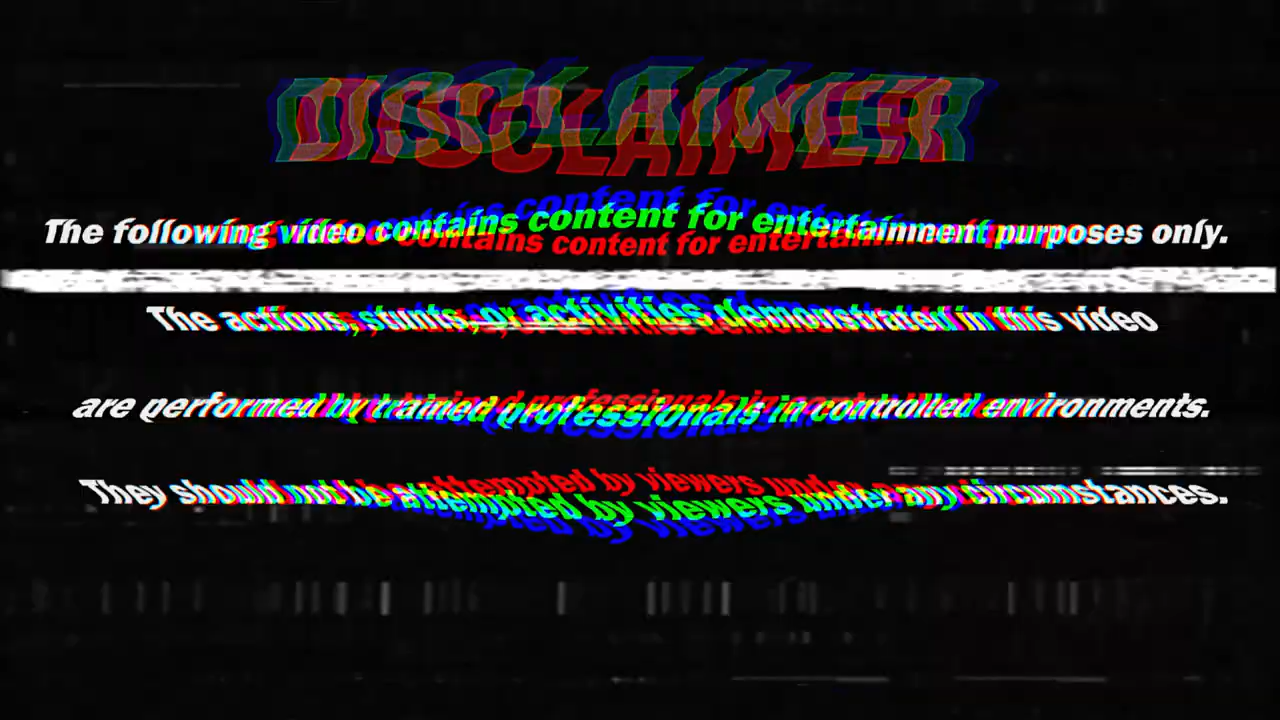 DISCLAIMER
The following video contains content for entertainment purposes only.
The actions, stunts, or activities demonstrated in this video
are performed by trained professionals in controlled environments.
They should not be attempted by viewers under any circumstances.